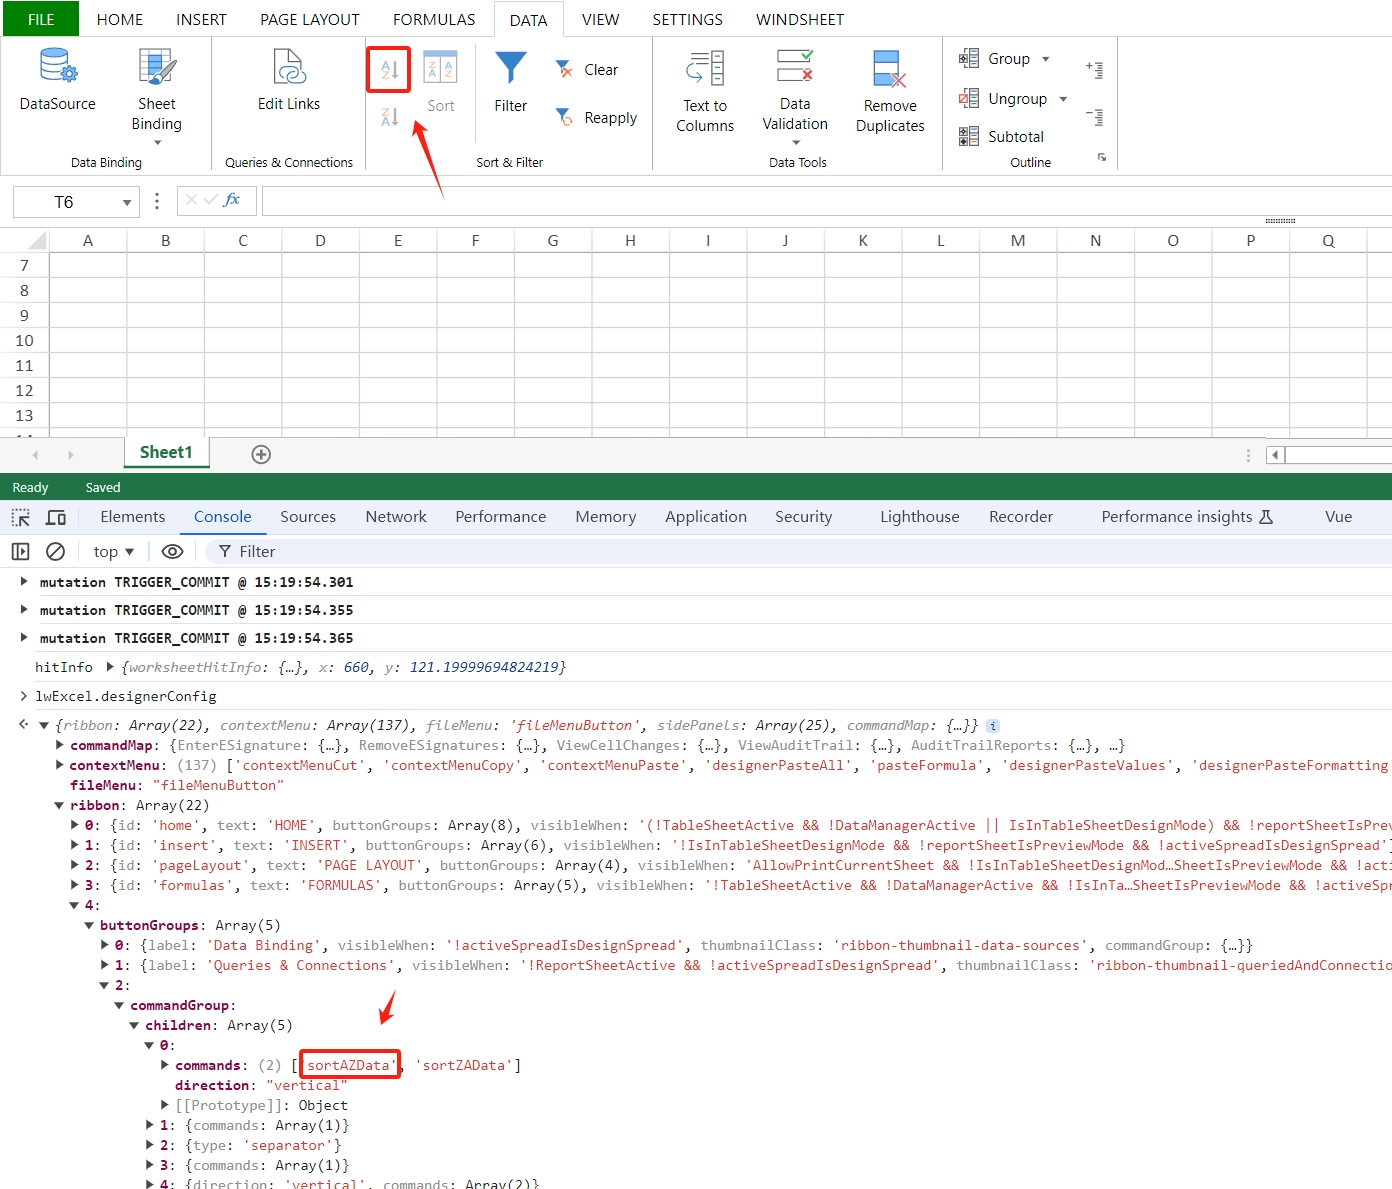 FILE HOME INSERT PAGE LAYOUT FORMULAS DATA VIEW SETTINGS WINDSHEET
DataSource
Sheet Binding
Data Binding
Edit Links
Queries & Connections
Sort
Filter
Clear
Reapply
Sort & Filter
Text to Columns
Data Validation
Remove Duplicates
Data Tools
Group
Ungroup
Subtotal
Outline
T6 fx
A B C D E F G H I J K L M N O P Q
7
8
9
10
11
12
13
Sheet1
Ready Saved
Elements Console Sources Network Performance Memory Application Security Lighthouse Recorder Performance insights Vue
top Filter
mutation TRIGGER_COMMIT @ 15:19:54.301
mutation TRIGGER_COMMIT @ 15:19:54.355
mutation TRIGGER_COMMIT @ 15:19:54.365
hitInfo {worksheetHitInfo: {…}, x: 660, y: 121.19999694824219}
lwExcel.designerConfig
{ribbon: Array(22), contextMenu: Array(137), fileMenu: 'fileMenuButton', sidePanels: Array(25), commandMap: {…}} i
commandMap: {EnterESignature: {…}, RemoveESignatures: {…}, ViewCellChanges: {…}, ViewAuditTrail: {…}, AuditTrailReports: {…}, …}
contextMenu: (137) ['contextMenuCut', 'contextMenuCopy', 'contextMenuPaste', 'designerPasteAll', 'pasteFormula', 'designerPasteValues', 'designerPasteFormatting
fileMenu: "fileMenuButton"
ribbon: Array(22)
0: {id: 'home', text: 'HOME', buttonGroups: Array(8), visibleWhen: '(!TableSheetActive && !DataManagerActive || IsInTableSheetDesignMode) && !reportSheetIsPrev
1: {id: 'insert', text: 'INSERT', buttonGroups: Array(6), visibleWhen: '!IsInTableSheetDesignMode && !reportSheetIsPreviewMode && !activeSpreadIsDesignSpread'}
2: {id: 'pageLayout', text: 'PAGE LAYOUT', buttonGroups: Array(4), visibleWhen: 'AllowPrintCurrentSheet && !IsInTableSheetDesignMod…SheetIsPreviewMode && !acti
3: {id: 'formulas', text: 'FORMULAS', buttonGroups: Array(5), visibleWhen: '!TableSheetActive && !DataManagerActive && !IsInTa…SheetIsPreviewMode && !activeSpr
4:
buttonGroups: Array(5)
0: {label: 'Data Binding', visibleWhen: '!activeSpreadIsDesignSpread', thumbnailClass: 'ribbon-thumbnail-data-sources', commandGroup: {…}}
1: {label: 'Queries & Connections', visibleWhen: '!ReportSheetActive && !activeSpreadIsDesignSpread', thumbnailClass: 'ribbon-thumbnail-queriedAndConnectio
2:
commandGroup:
children: Array(5)
0:
commands: (2) ['sortAZData', 'sortZAData']
direction: "vertical"
[[Prototype]]: Object
1: {commands: Array(1)}
2: {type: 'separator'}
3: {commands: Array(1)}
4: {direction: 'vertical', commands: Array(2)}